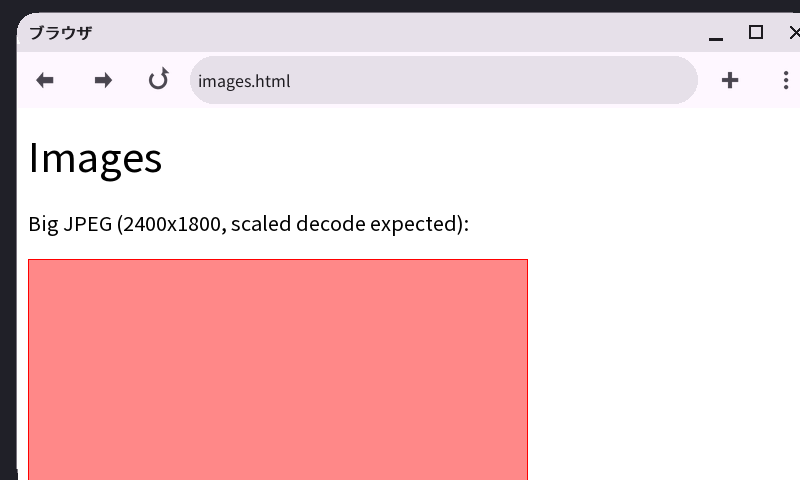 ブラウザ
images.html
Images
Big JPEG (2400x1800, scaled decode expected):